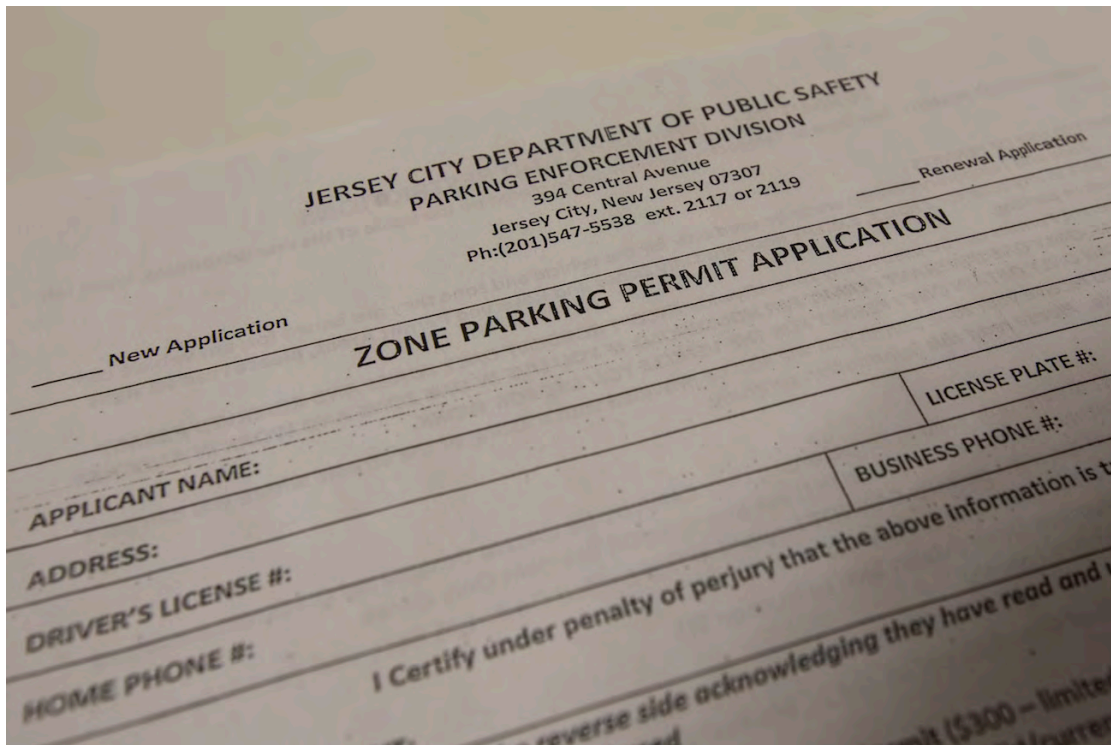 JERSEY CITY DEPARTMENT OF PUBLIC SAFETY
PARKING ENFORCEMENT DIVISION
394 Central Avenue
Jersey City, New Jersey 07307
Ph:(201)547-5538 ext. 2117 or 2119
_____ New Application
_____ Renewal Application
ZONE PARKING PERMIT APPLICATION
APPLICANT NAME:
ADDRESS:
LICENSE PLATE #:
DRIVER'S LICENSE #:
HOME PHONE #:
BUSINESS PHONE #:
I Certify under penalty of perjury that the above information is
reverse side acknowledging they have read and
($300 – limited